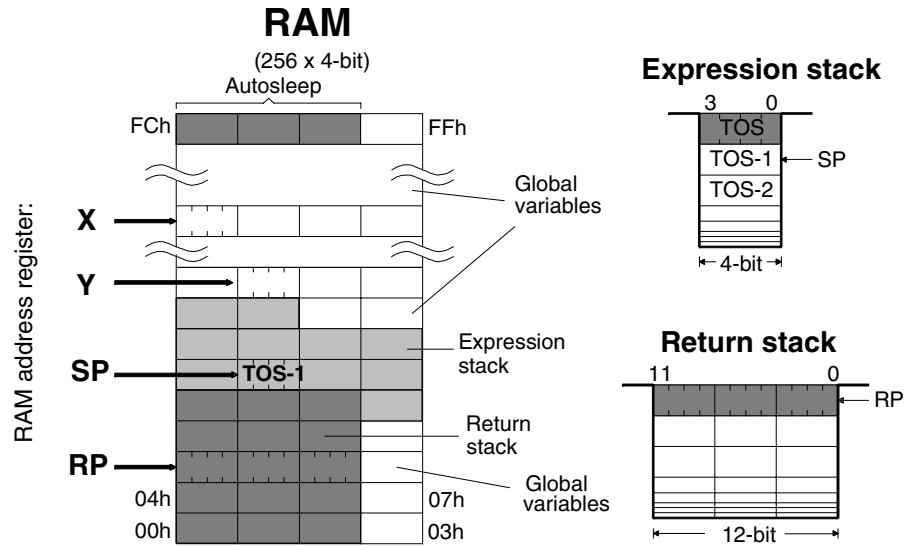 RAM
(256 x 4-bit)
Autosleep
FCh
FFh
RAM address register:
X
Y
SP
TOS-1
RP
04h
07h
00h
03h
Global
variables
Expression
stack
Return
stack
Global
variables
Expression stack
3 0
TOS
TOS-1
SP
TOS-2
4-bit
Return stack
11 0
RP
12-bit